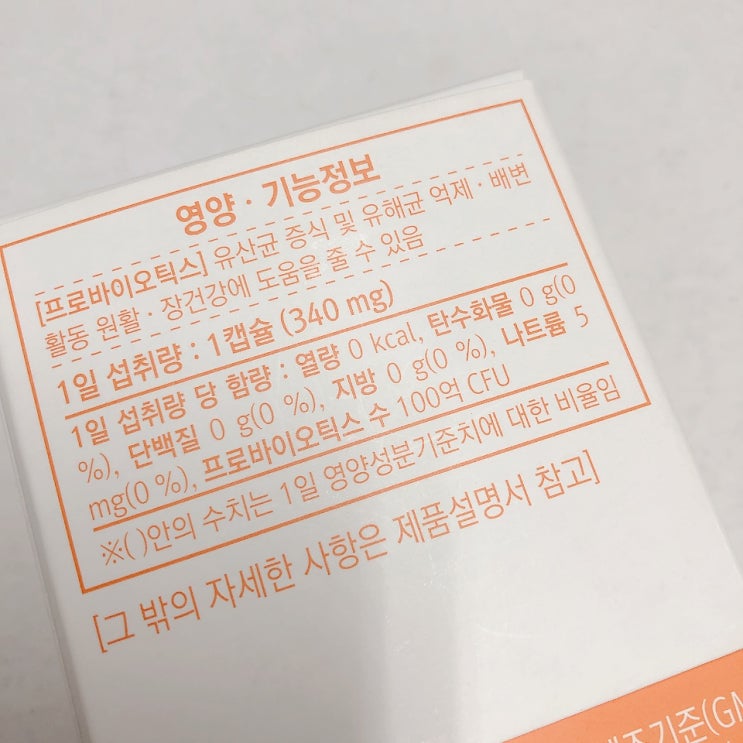 영양 · 기능정보
[프로바이오틱스] 유산균 증식 및 유해균 억제 · 배변
활동 원활 · 장건강에 도움을 줄 수 있음
1일 섭취량 : 1캡슐 (340 mg)
1일 섭취량 당 함량 : 열량 0 kcal, 탄수화물 0 g(0
%), 단백질 0 g(0 %), 지방 0 g(0 %), 나트륨 5
mg(0 %), 프로바이오틱스 수 100억 CFU
※( )안의 수치는 1일 영양성분기준치에 대한 비율임
[그 밖의 자세한 사항은 제품설명서 참고]